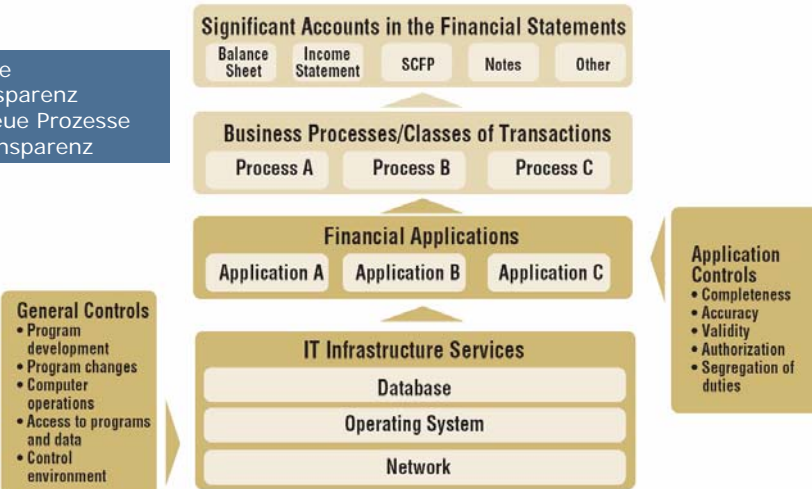 Significant Accounts in the Financial Statements
Balance Sheet
Income Statement
SCFP
Notes
Other
e
sparenz
eue Prozesse
nsparenz
Business Processes/Classes of Transactions
Process A
Process B
Process C
Financial Applications
Application A
Application B
Application C
Application
Controls
• Completeness
• Accuracy
• Validity
• Authorization
• Segregation of
duties
General Controls
• Program
development
• Program changes
• Computer
operations
• Access to programs
and data
• Control
environment
IT Infrastructure Services
Database
Operating System
Network